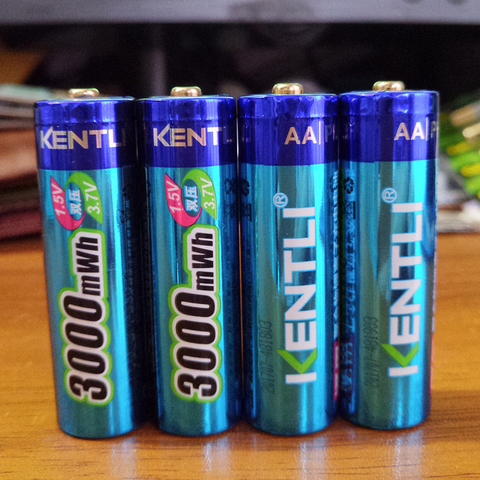 KENTLI
1.5V
双压
3.7V
3000mWh
KENT
1.5V
双压
3.7V
3000mWh
AA
KENTLI®
AA
KENTLI®